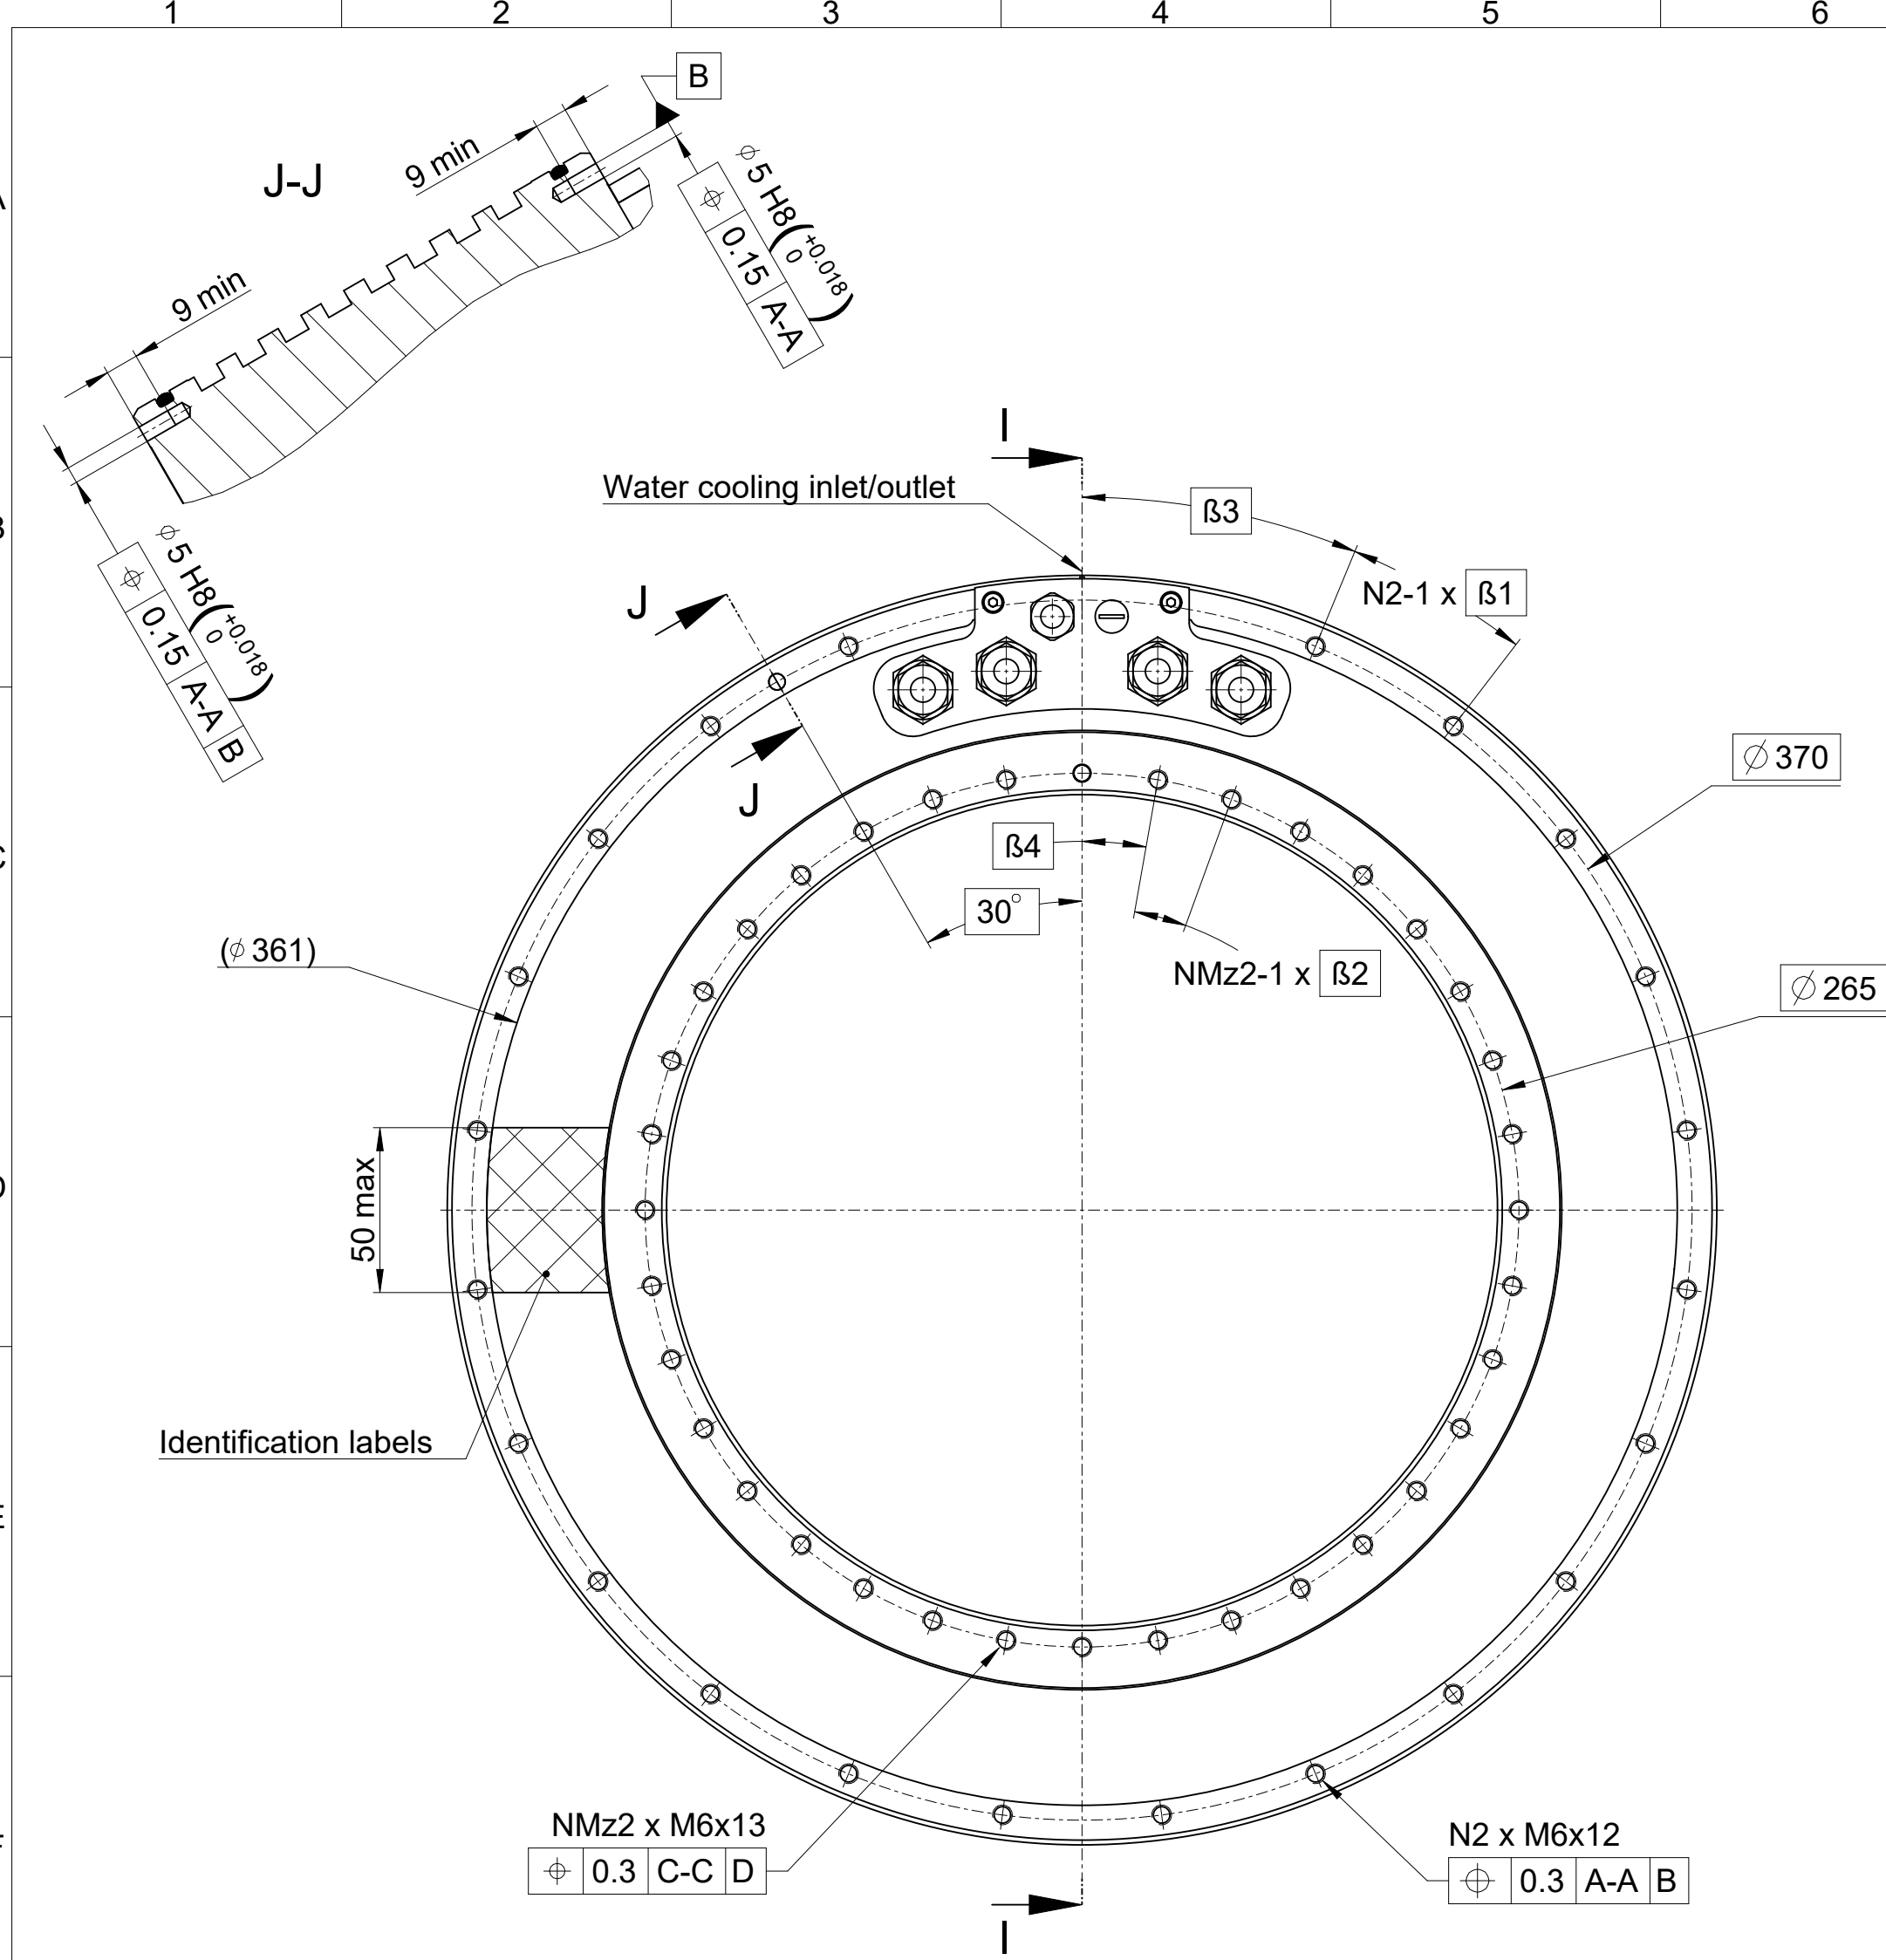 1 2 3 4 5 6
A
B
C
D
E
F
B
9 min
J-J
⌀ 5 H8(+0.018 0)
⌖ 0.15 A-A
9 min
⌀ 5 H8(+0.018 0)
⌖ 0.15 A-A B
I
Water cooling inlet/outlet
ß3
J
N2-1 x ß1
J
⌀ 370
ß4
30°
(⌀ 361)
NMz2-1 x ß2
⌀ 265
50 max
Identification labels
NMz2 x M6x13
⌖ 0.3 C-C D
N2 x M6x12
⌖ 0.3 A-A B
I